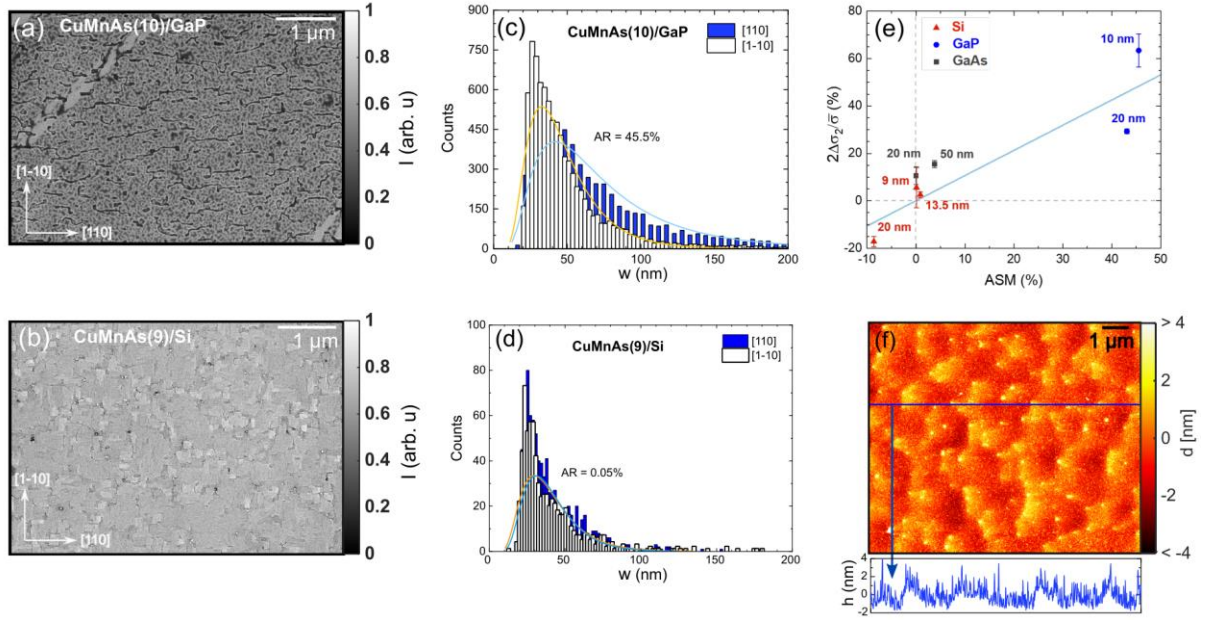 (a) CuMnAs(10)/GaP
1 µm
[1-10]
[110]
1
0.8
0.6
0.4
0.2
0
I (arb. u)
(c)
CuMnAs(10)/GaP
[110]
[1-10]
AR = 45.5%
Counts
900
750
600
450
300
150
0
0 50 100 150 200
w (nm)
(e)
Si
GaP
GaAs
10 nm
20 nm
20 nm 50 nm
9 nm
13.5 nm
20 nm
2Δσ₂/σ̄ (%)
80
60
40
20
0
-20
-10 0 10 20 30 40 50
ASM (%)
(b) CuMnAs(9)/Si
1 µm
[1-10]
[110]
1
0.8
0.6
0.4
0.2
0
I (arb. u)
(d)
CuMnAs(9)/Si
[110]
[1-10]
AR = 0.05%
Counts
100
80
60
40
20
0
0 50 100 150 200
w (nm)
(f)
1 µm
> 4
2
0
-2
< -4
d [nm]
h (nm)
4
2
0
-2